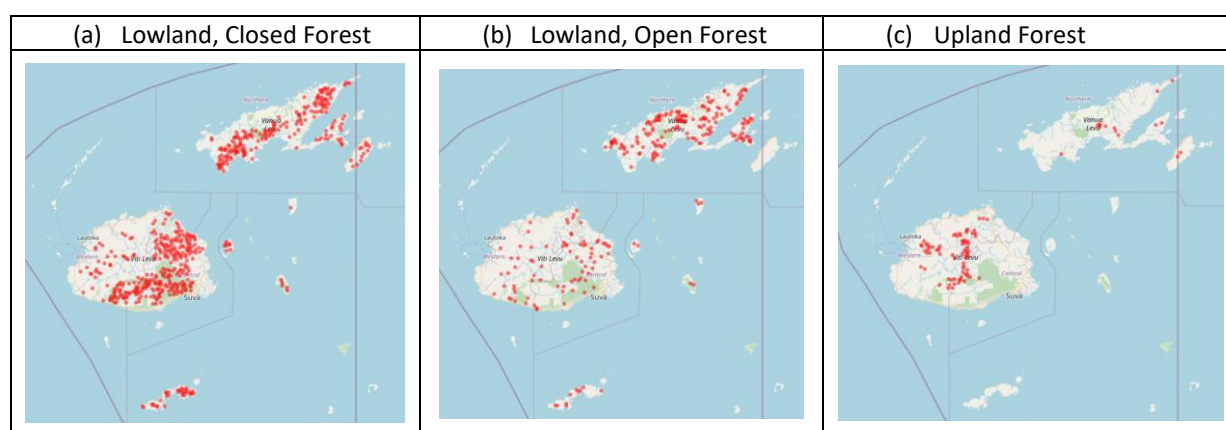 (a) Lowland, Closed Forest
(b) Lowland, Open Forest
(c) Upland Forest
Northern
Vanua
Levu
Lautoka
Western
Viti Levu
Central
Suva
Northern
Vanua
Levu
Lautoka
Western
Viti Levu
Central
Suva
Northern
Vanua
Levu
Lautoka
Western
Viti Levu
Central
Suva